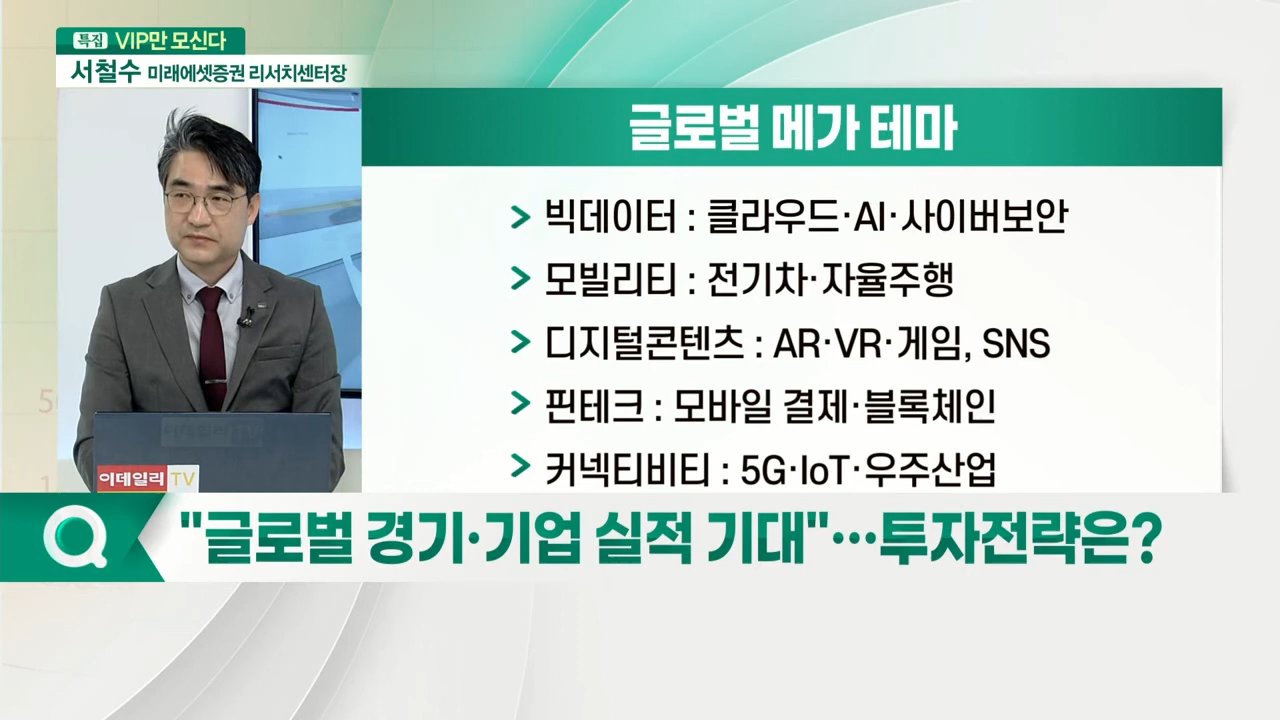 특집 VIP만 모신다
서철수 미래에셋증권 리서치센터장
글로벌 메가 테마
빅데이터 : 클라우드·AI·사이버보안
모빌리티 : 전기차·자율주행
디지털콘텐츠 : AR·VR·게임, SNS
핀테크 : 모바일 결제·블록체인
커넥티비티 : 5G·IoT·우주산업
이데일리 TV
"글로벌 경기·기업 실적 기대"…투자전략은?